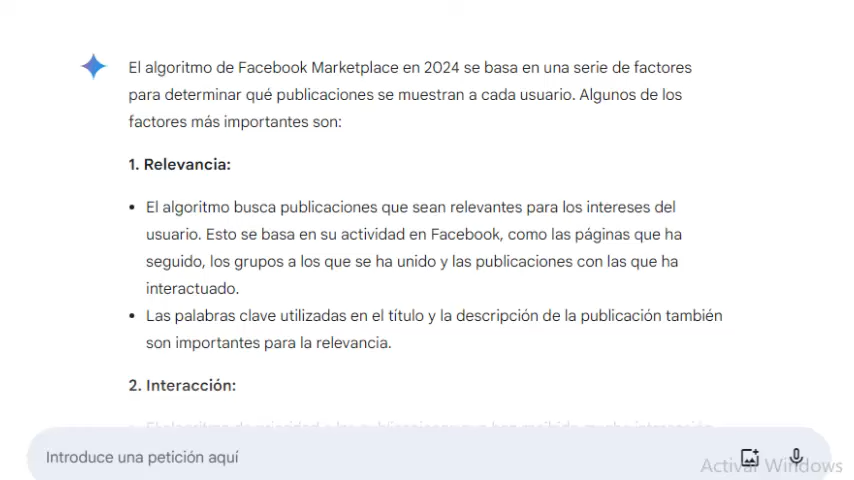 El algoritmo de Facebook Marketplace en 2024 se basa en una serie de factores
para determinar qué publicaciones se muestran a cada usuario. Algunos de los
factores más importantes son:
1. Relevancia:
• El algoritmo busca publicaciones que sean relevantes para los intereses del
usuario. Esto se basa en su actividad en Facebook, como las páginas que ha
seguido, los grupos a los que se ha unido y las publicaciones con las que ha
interactuado.
• Las palabras clave utilizadas en el título y la descripción de la publicación también
son importantes para la relevancia.
2. Interacción:
Introduce una petición aquí
Activar Windows